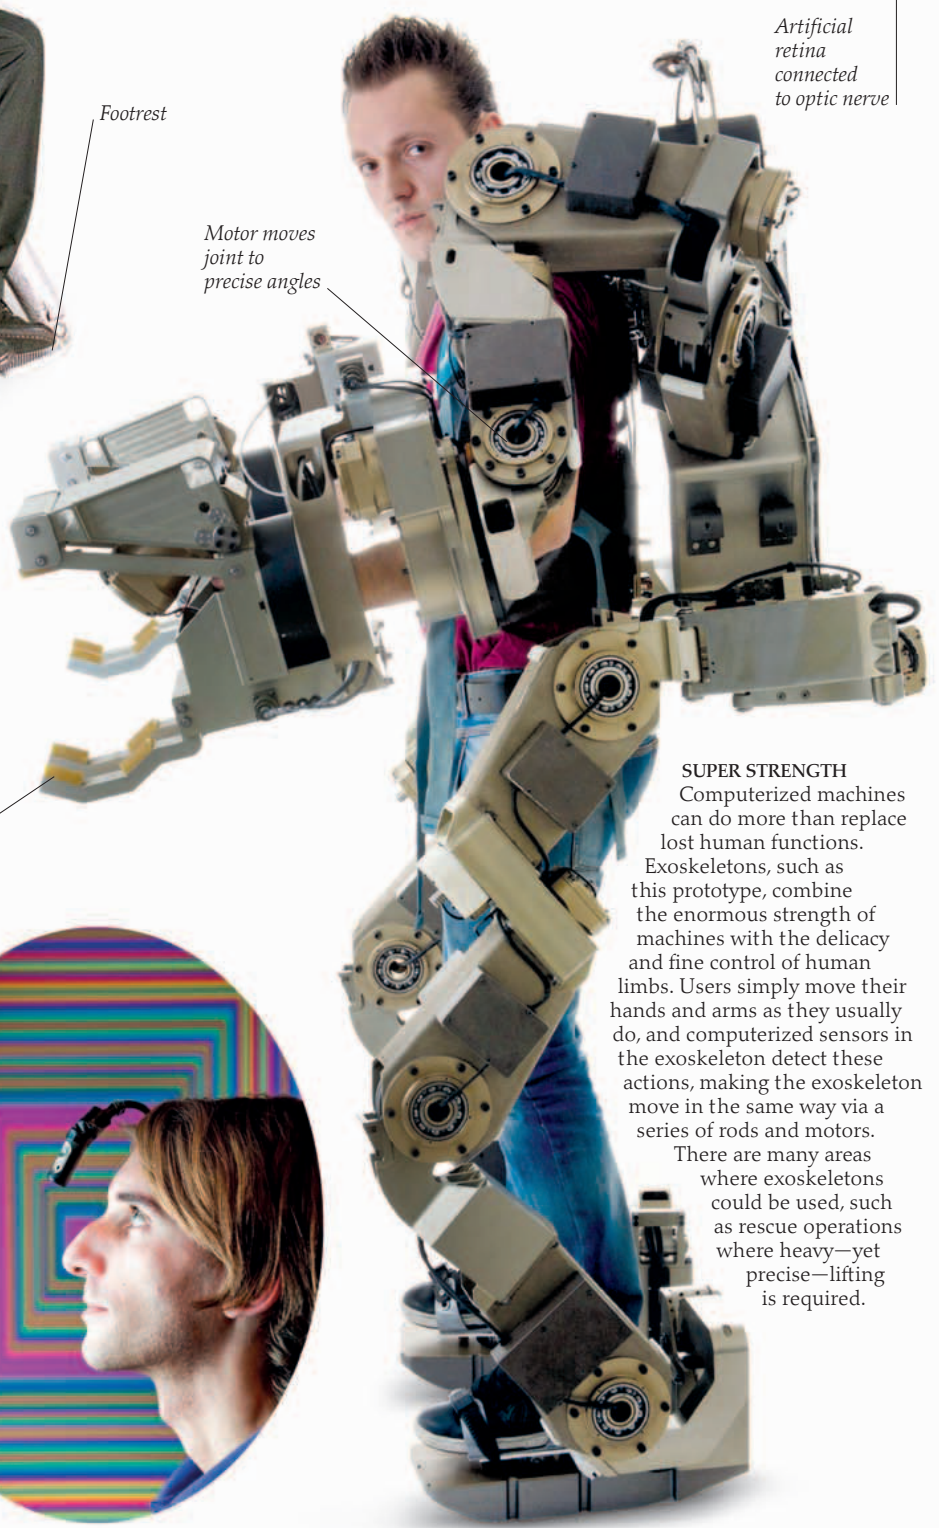 Artificial
retina
connected
to optic nerve
Footrest
Motor moves
joint to
precise angles
SUPER STRENGTH
Computerized machines
can do more than replace
lost human functions.
Exoskeletons, such as
this prototype, combine
the enormous strength of
machines with the delicacy
and fine control of human
limbs. Users simply move their
hands and arms as they usually
do, and computerized sensors in
the exoskeleton detect these
actions, making the exoskeleton
move in the same way via a
series of rods and motors.
There are many areas
where exoskeletons
could be used, such
as rescue operations
where heavy—yet
precise—lifting
is required.